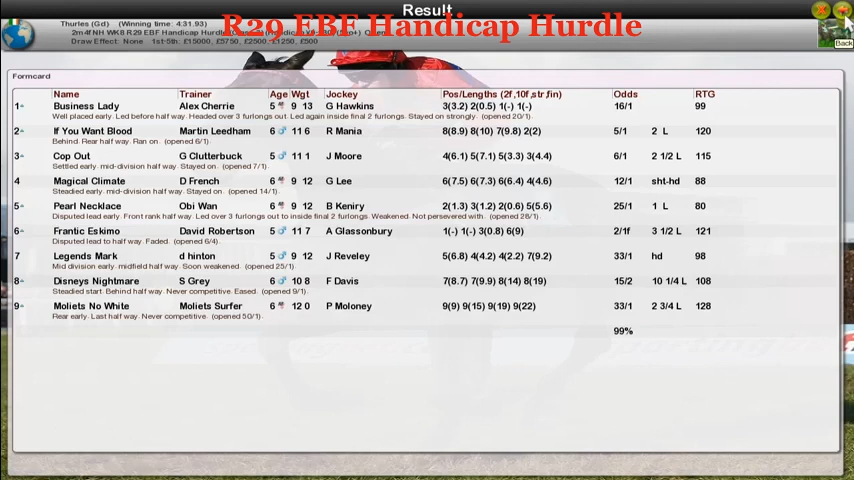 Result
R29 EBF Handicap Hurdle
Thurles (Gd) (Winning time: 4:31.93)
2m4f NH WK8 R29 EBF Handicap Hurdle
Draw Effect: None 1st-5th: £15000, £3750, £2500, £1250, £500
Back
Formcard
Name Trainer Age Wgt Jockey Pos/Lengths (2f,10f,str,fin) Odds RTG
1 Business Lady Alex Cherrie 5 9 13 G Hawkins 3(3.2) 2(0.5) 1(-) 1(-) 16/1 99
Well placed early. Led before half way. Headed over 3 furlongs out. Led again inside final 2 furlongs. Stayed on strongly. (opened 20/1)
2 If You Want Blood Martin Leedham 6 11 6 R Mania 8(8.9) 8(10) 7(9.8) 2(2) 5/1 2 L 120
Behind. Rear half way. Ran on. (opened 6/1)
3 Cop Out G Clutterbuck 5 11 1 J Moore 4(6.1) 5(7.1) 5(3.3) 3(4.4) 6/1 2 1/2 L 115
Settled early. mid-division half way. Stayed on. (opened 7/1)
4 Magical Climate D French 6 9 12 G Lee 6(7.5) 6(7.3) 6(6.4) 4(4.6) 12/1 sht-hd 88
Steadied early. mid-division half way. Stayed on. (opened 14/1)
5 Pearl Necklace Obi Wan 6 9 12 B Keniry 2(1.3) 3(1.2) 2(0.6) 5(5.6) 25/1 1 L 80
Disputed lead early. Front rank half way. Led over 3 furlongs out to inside final 2 furlongs. Weakened. Not persevered with. (opened 28/1)
6 Frantic Eskimo David Robertson 5 11 7 A Glassonbury 1(-) 1(-) 3(0.8) 6(9) 2/1f 3 1/2 L 121
Disputed lead to half way. Faded. (opened 6/4)
7 Legends Mark d hinton 5 9 12 J Reveley 5(6.8) 4(4.2) 4(2.2) 7(9.2) 33/1 hd 98
Mid division early. midfield half way. Soon weakened. (opened 25/1)
8 Disneys Nightmare S Grey 6 10 8 F Davis 7(8.7) 7(9.9) 8(14) 8(19) 15/2 10 1/4 L 108
Steadied start. Behind half way. Never competitive. Eased. (opened 9/1)
9 Moliets No White Moliets Surfer 6 12 0 P Moloney 9(9) 9(15) 9(19) 9(22) 33/1 2 3/4 L 128
Rear early. Last half way. Never competitive. (opened 50/1)
99%